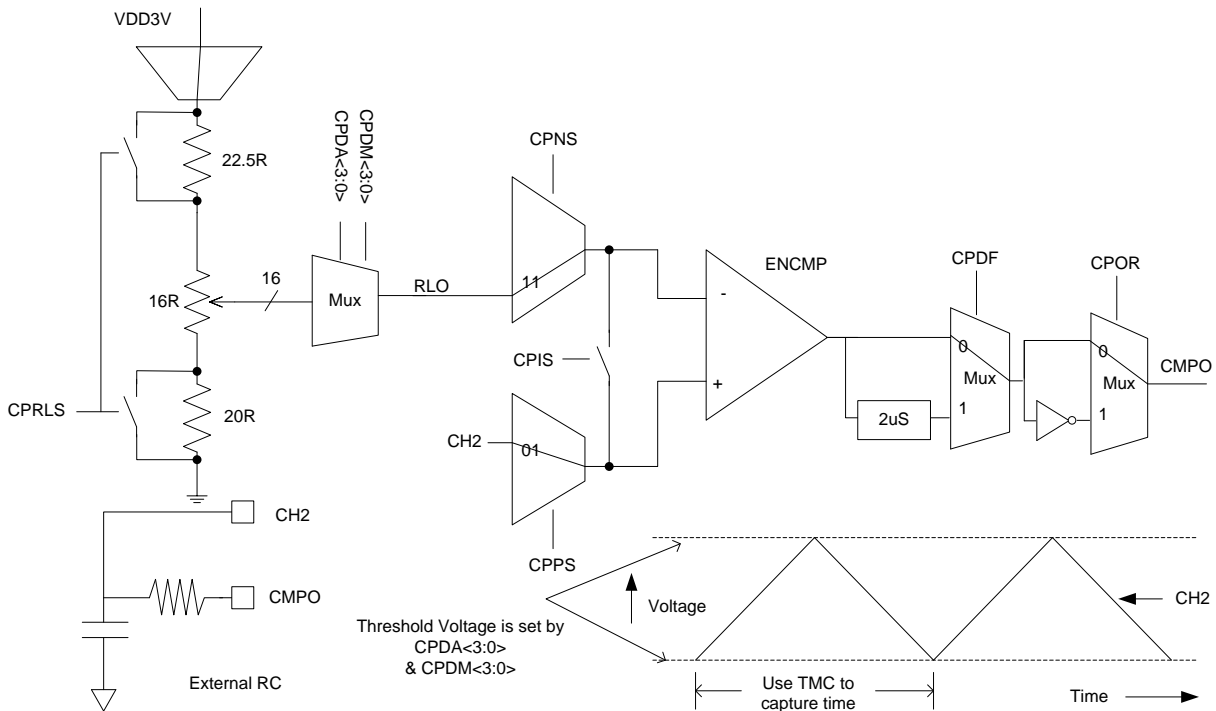 VDD3V
22.5R
16R
20R
CPRLS
16
CPDA<3:0>
CPDM<3:0>
Mux
RLO
CPNS
11
CPIS
CH2
01
CPPS
ENCMP
-
+
2uS
CPDF
0
Mux
1
CPOR
0
Mux
1
CMPO
CH2
CMPO
External RC
Threshold Voltage is set by
CPDA<3:0>
& CPDM<3:0>
Voltage
CH2
Use TMC to
capture time
Time